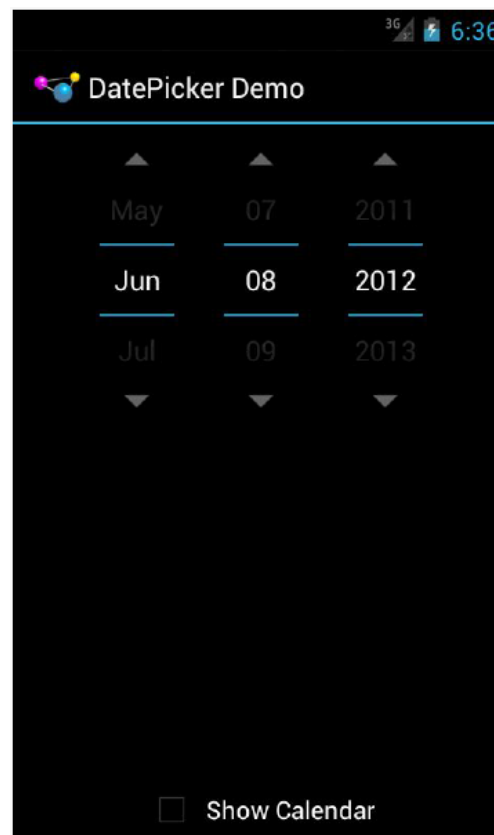 3G 6:36
DatePicker Demo
May 07 2011
Jun 08 2012
Jul 09 2013
Show Calendar